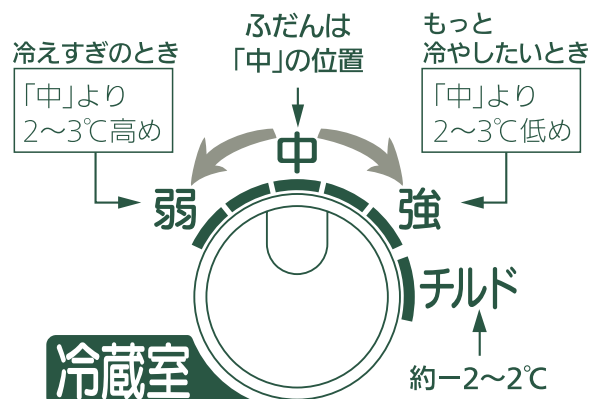 冷えすぎのとき
「中」より
2〜3℃高め
ふだんは
「中」の位置
もっと
冷やしたいとき
「中」より
2〜3℃低め
弱
中
強
チルド
約ー2〜2℃
冷蔵室